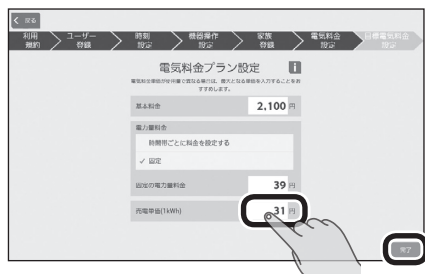 戻る
利用規約
ユーザー登録
時刻設定
機器操作設定
家族登録
電気料金設定
目標電気料金設定
電気料金プラン設定
電気料金単価が使用量で異なる場合は、最大となる単価を入力することをおすすめします。
基本料金 2,100 円
電力量料金
時間帯ごとに料金を設定する
✓ 固定
固定の電力量料金 39 円
売電単価(1kWh) 31 円
完了